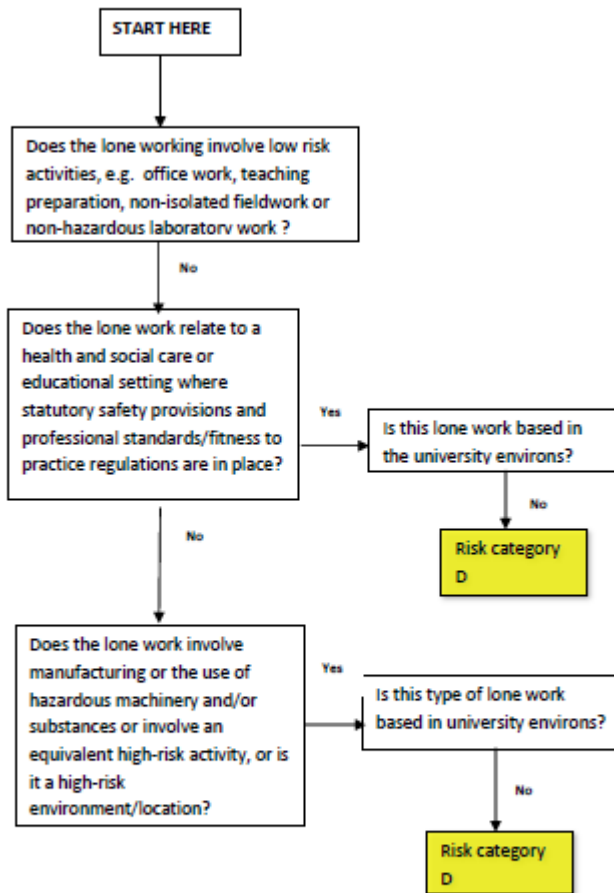 START HERE
Does the lone working involve low risk
activities, e.g. office work, teaching
preparation, non-isolated fieldwork or
non-hazardous laboratory work ?
No
Does the lone work relate to a
health and social care or
educational setting where
statutory safety provisions and
professional standards/fitness to
practice regulations are in place?
Yes
Is this lone work based in
the university environs?
No
Risk category
D
No
Does the lone work involve
manufacturing or the use of
hazardous machinery and/or
substances or involve an
equivalent high-risk activity, or is
it a high-risk
environment/location?
Yes
Is this type of lone work
based in university environs?
No
Risk category
D